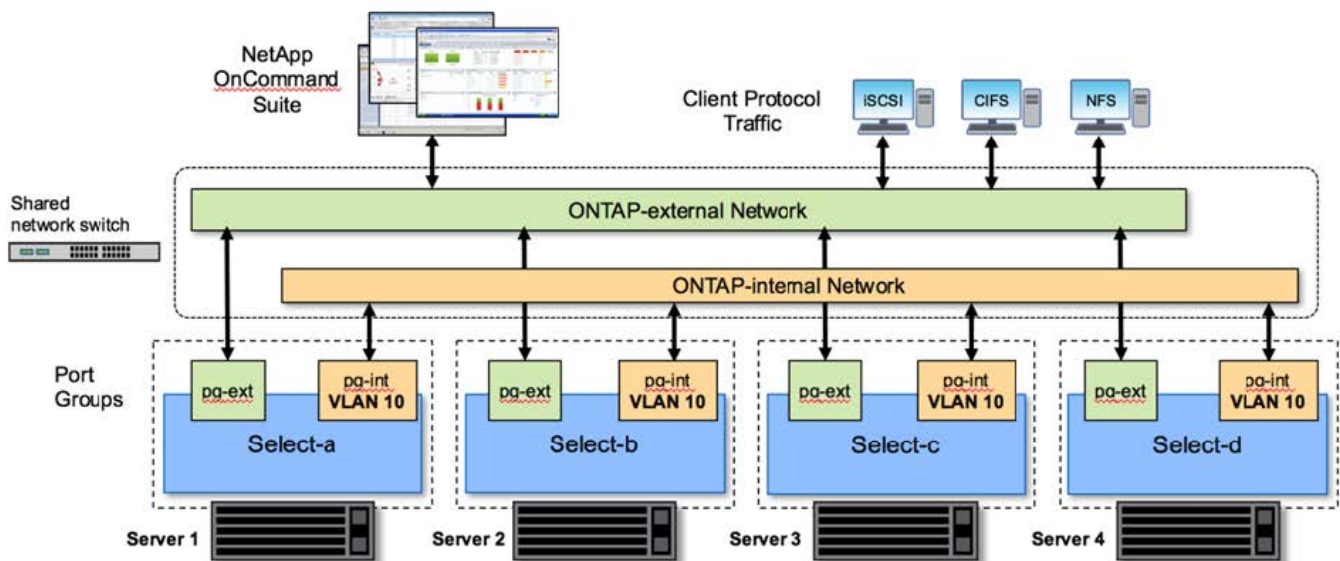 NetApp
OnCommand
Suite
Client Protocol
Traffic
iSCSI
CIFS
NFS
Shared
network switch
ONTAP-external Network
ONTAP-internal Network
Port
Groups
pg-ext
pg-int
VLAN 10
Select-a
pg-ext
pg-int
VLAN 10
Select-b
pg-ext
pg-int
VLAN 10
Select-c
pg-ext
pg-int
VLAN 10
Select-d
Server 1
Server 2
Server 3
Server 4